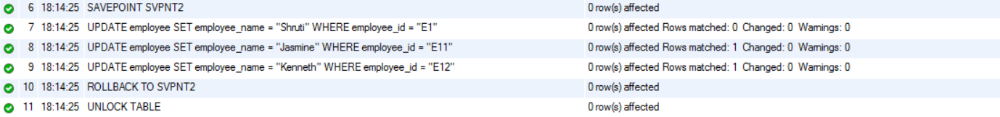 6 18:14:25 SAVEPOINT SVPNT2 0 row(s) affected
7 18:14:25 UPDATE employee SET employee_name = "Shruti" WHERE employee_id = "E1" 0 row(s) affected Rows matched: 0 Changed: 0 Warnings: 0
8 18:14:25 UPDATE employee SET employee_name = "Jasmine" WHERE employee_id = "E11" 0 row(s) affected Rows matched: 1 Changed: 0 Warnings: 0
9 18:14:25 UPDATE employee SET employee_name = "Kenneth" WHERE employee_id = "E12" 0 row(s) affected Rows matched: 1 Changed: 0 Warnings: 0
10 18:14:25 ROLLBACK TO SVPNT2 0 row(s) affected
11 18:14:25 UNLOCK TABLE 0 row(s) affected